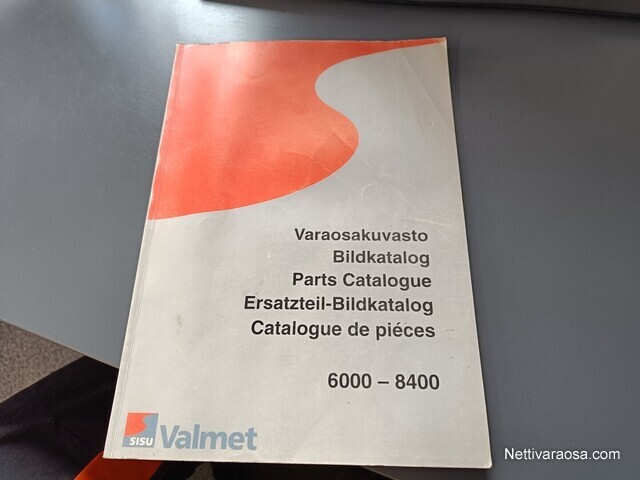 Varaosakuvasto
Bildkatalog
Parts Catalogue
Ersatzteil-Bildkatalog
Catalogue de piéces
6000 – 8400
SISU Valmet
Nettivaraosa.com